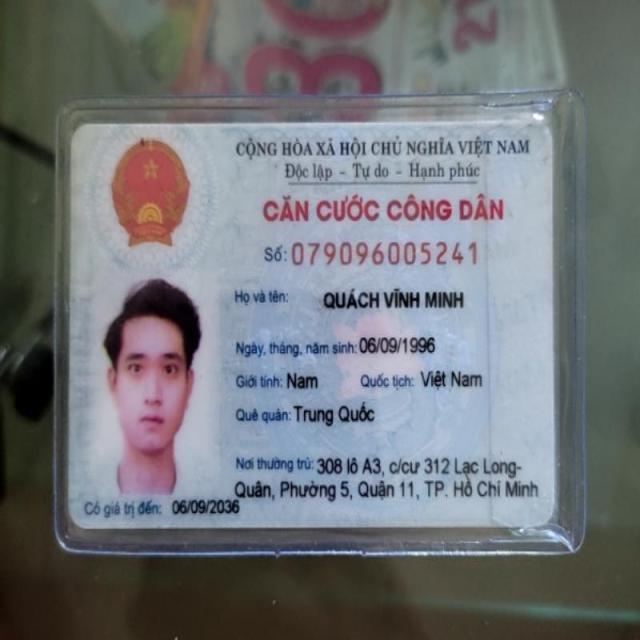 CỘNG HÒA XÃ HỘI CHỦ NGHĨA VIỆT NAM
Độc lập - Tự do - Hạnh phúc
CĂN CƯỚC CÔNG DÂN
Số: 079096005241
Họ và tên: QUÁCH VĨNH MINH
Ngày, tháng, năm sinh: 06/09/1996
Giới tính: Nam Quốc tịch: Việt Nam
Quê quán: Trung Quốc
Nơi thường trú: 308 lô A3, c/cư 312 Lạc Long-
Quân, Phường 5, Quận 11, TP. Hồ Chí Minh
Có giá trị đến: 06/09/2036